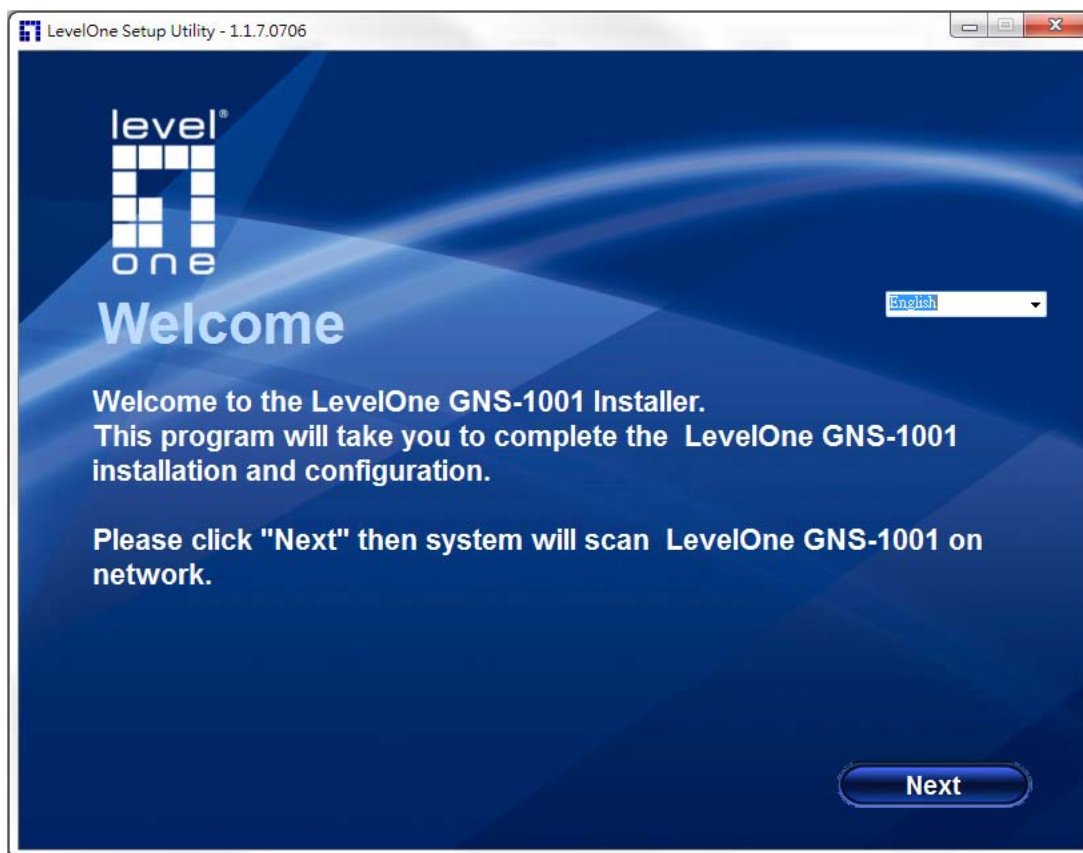 LevelOne Setup Utility - 1.1.7.0706
level®
one
Welcome
English
Welcome to the LevelOne GNS-1001 Installer.
This program will take you to complete the  LevelOne GNS-1001
installation and configuration.
Please click "Next" then system will scan  LevelOne GNS-1001 on
network.
Next